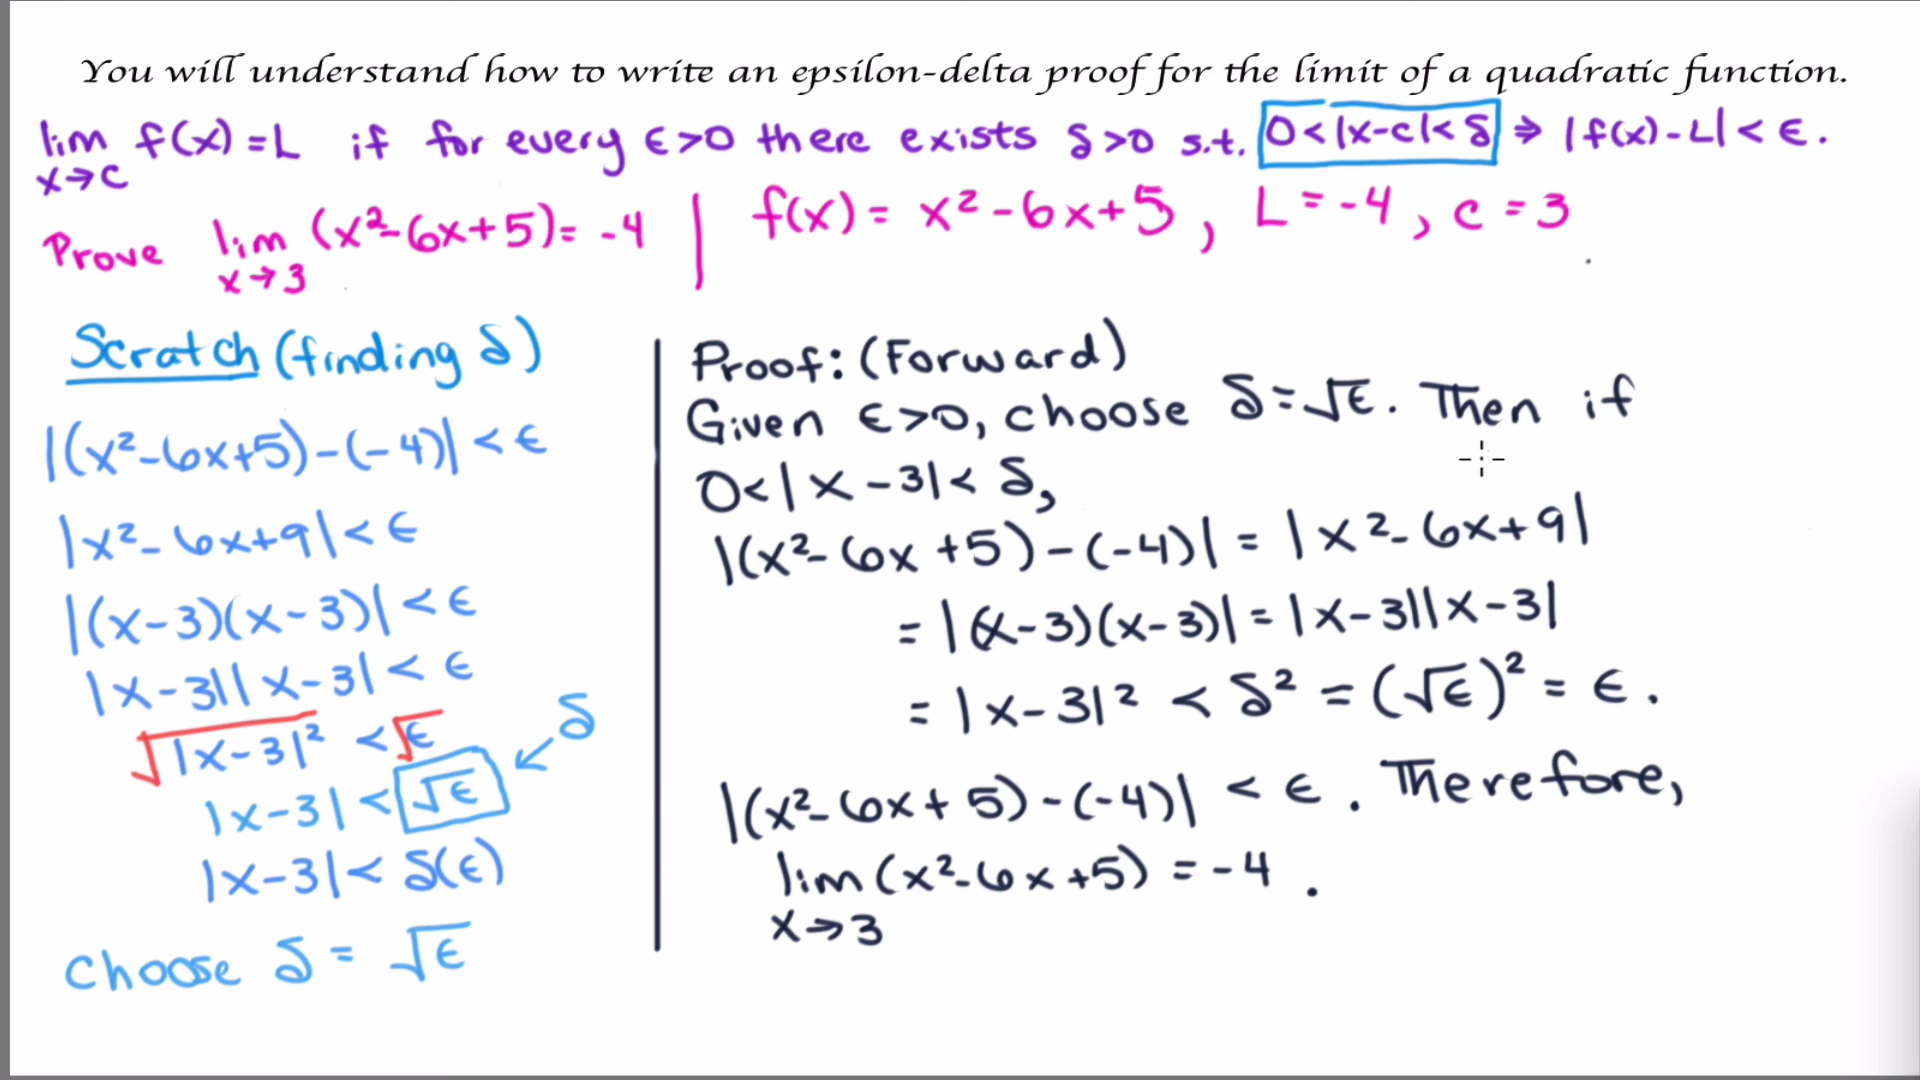 You will understand how to write an epsilon-delta proof for the limit of a quadratic function.
lim f(x) = L if for every ϵ>0 there exists δ>0 s.t. 0<|x-c|<δ ⇒ |f(x)-L|<ϵ.
x→c
Prove lim (x²-6x+5) = -4 | f(x) = x²-6x+5, L=-4, c=3
x→3
Scratch (finding δ)
|(x²-6x+5)-(-4)| < ϵ
|x²-6x+9| < ϵ
|(x-3)(x-3)| < ϵ
|x-3||x-3| < ϵ
√|x-3|² < √ϵ
δ
|x-3| < √ϵ
|x-3| < δ(ϵ)
choose δ = √ϵ
Proof: (Forward)
Given ϵ>0, choose δ=√ϵ. Then if
0<|x-3|<δ,
|(x²-6x+5)-(-4)| = |x²-6x+9|
= |(x-3)(x-3)| = |x-3||x-3|
= |x-3|² < δ² = (√ϵ)² = ϵ.
|(x²-6x+5)-(-4)| < ϵ. Therefore,
lim (x²-6x+5) = -4.
x→3